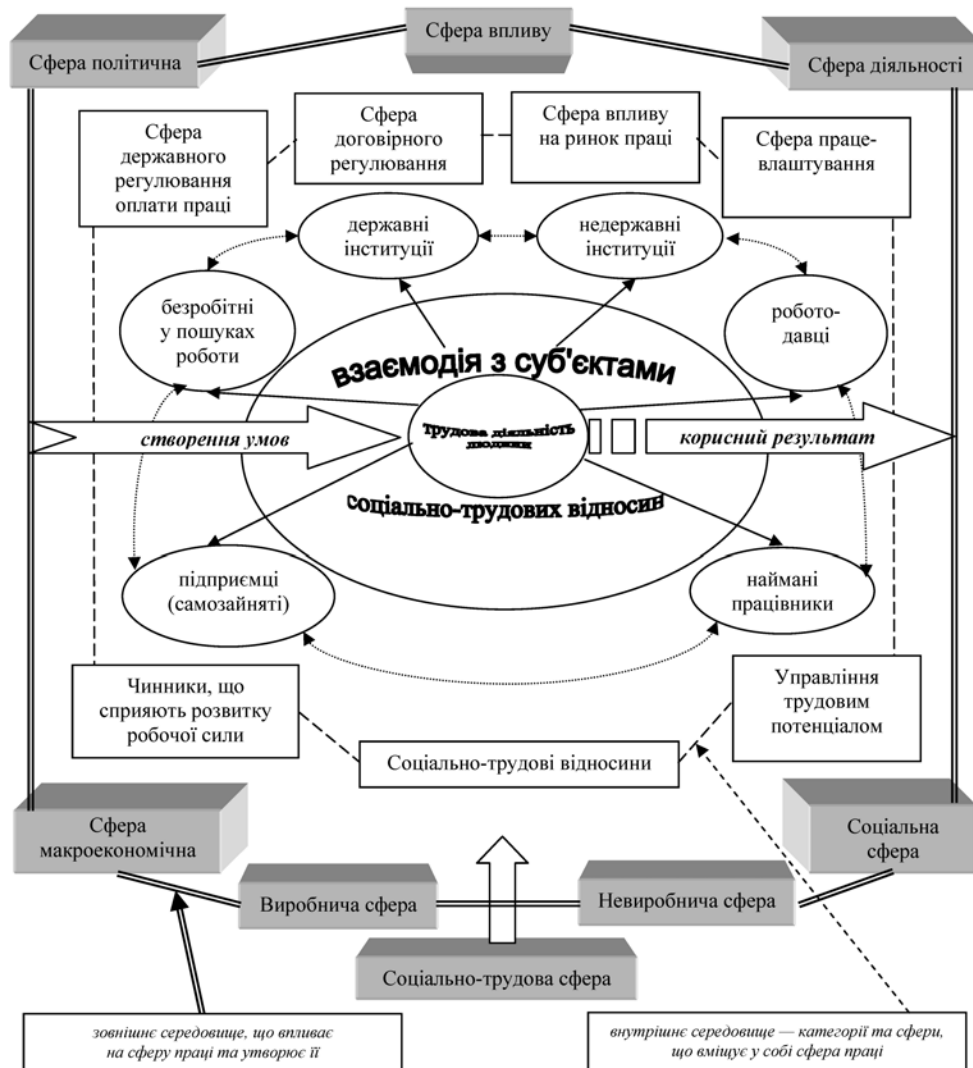 Сфера впливу
Сфера політична
Сфера діяльності
Сфера
державного
регулювання
оплати праці
Сфера
договірного
регулювання
Сфера впливу
на ринок праці
Сфера праце-
влаштування
державні
інституції
недержавні
інституції
безробітні
у пошуках
роботи
робото-
давці
взаємодія з суб'єктами
створення умов
трудова діяльність
людини
корисний результат
соціально-трудових відносин
підприємці
(самозайняті)
наймані
працівники
Чинники, що
сприяють розвитку
робочої сили
Соціально-трудові відносини
Управління
трудовим
потенціалом
Сфера
макроекономічна
Соціальна
сфера
Виробнича сфера
Невиробнича сфера
Соціально-трудова сфера
зовнішнє середовище, що впливає
на сферу праці та утворює її
внутрішнє середовище — категорії та сфери,
що вміщує у собі сфера праці